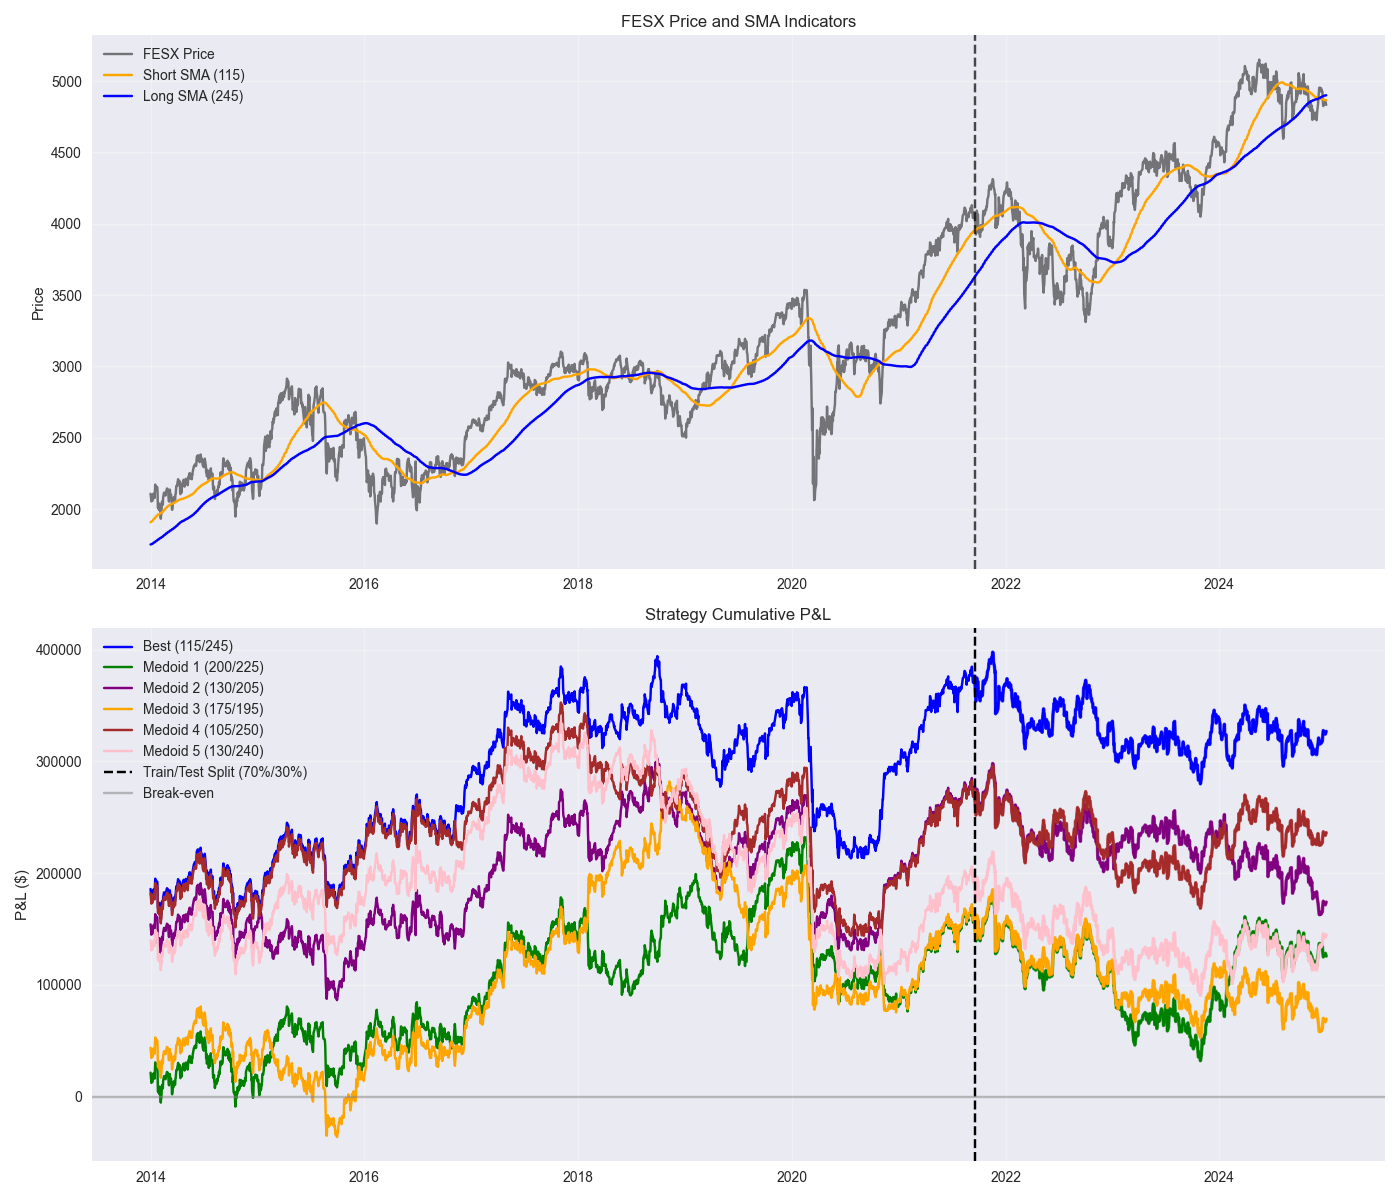 FESX Price and SMA Indicators
FESX Price
Short SMA (115)
Long SMA (245)
Price
5000
4500
4000
3500
3000
2500
2000
2014
2016
2018
2020
2022
2024
Strategy Cumulative P&L
Best (115/245)
Medoid 1 (200/225)
Medoid 2 (130/205)
Medoid 3 (175/195)
Medoid 4 (105/250)
Medoid 5 (130/240)
Train/Test Split (70%/30%)
Break-even
P&L ($)
400000
300000
200000
100000
0
2014
2016
2018
2020
2022
2024